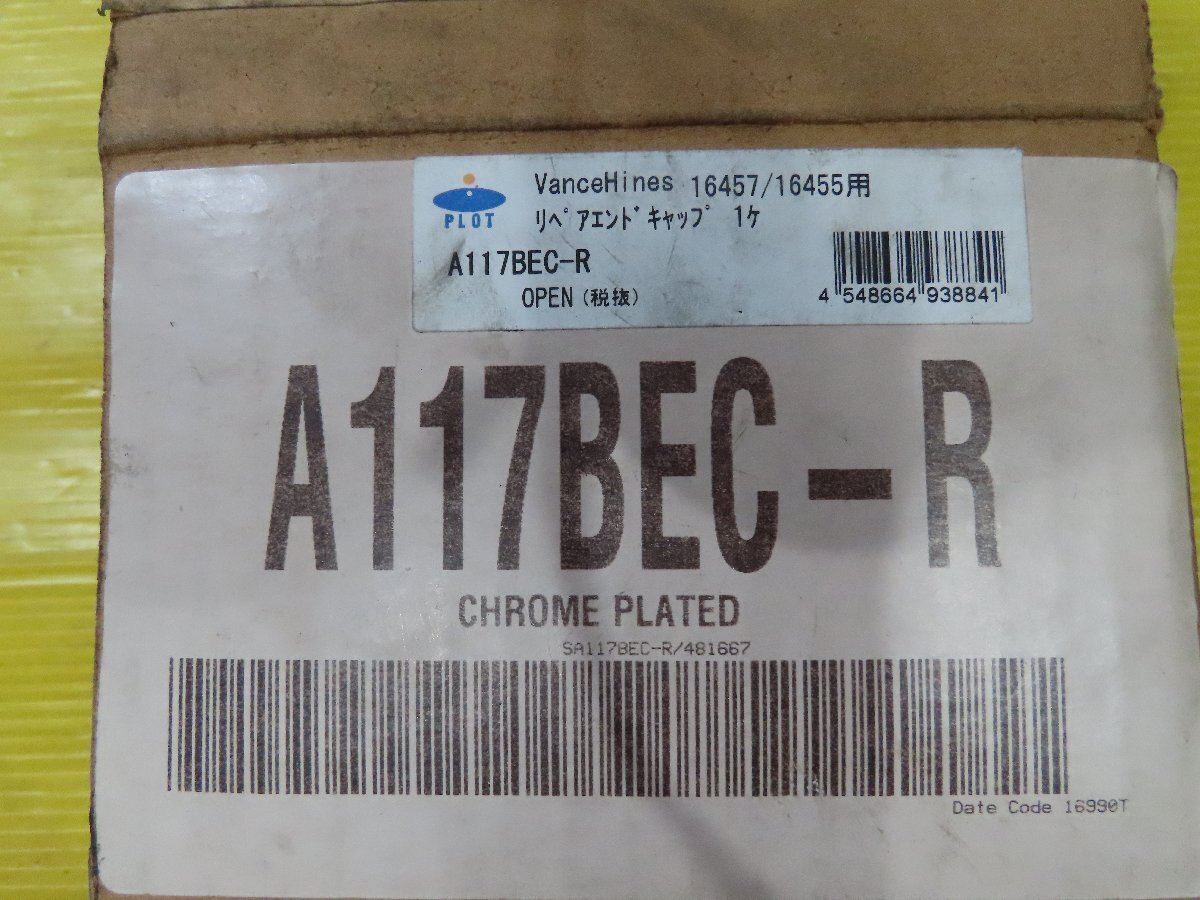 PLOT
VanceHines 16457/16455用
ﾘﾍﾟｱｴﾝﾄﾞｷｬｯﾌﾟ 1ｹ
A117BEC-R
OPEN(税抜)
4 548664 938841
A117BEC-R
CHROME PLATED
SA117BEC-R/481667
Date Code 16990T